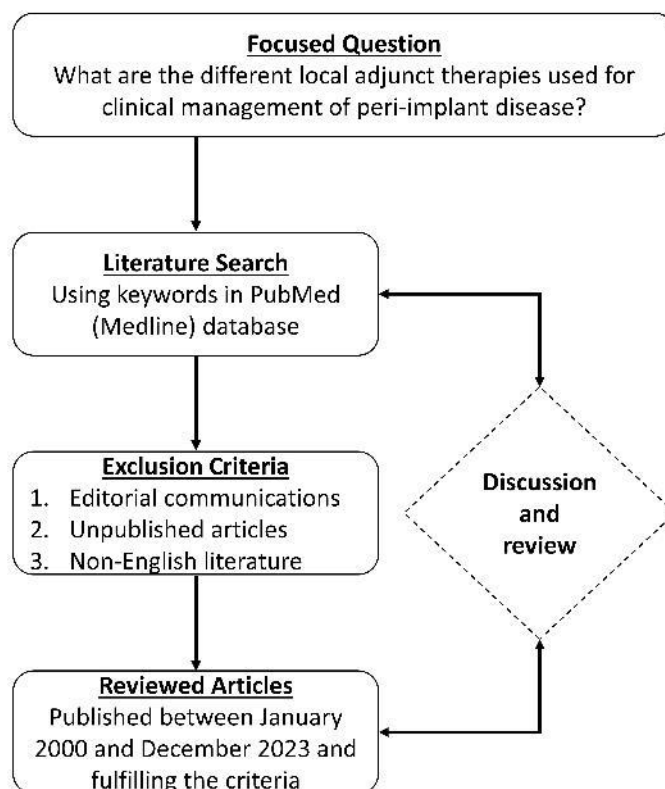 Focused Question
What are the different local adjunct therapies used for
clinical management of peri-implant disease?
Literature Search
Using keywords in PubMed
(Medline) database
Exclusion Criteria
1. Editorial communications
2. Unpublished articles
3. Non-English literature
Discussion
and
review
Reviewed Articles
Published between January
2000 and December 2023 and
fulfilling the criteria